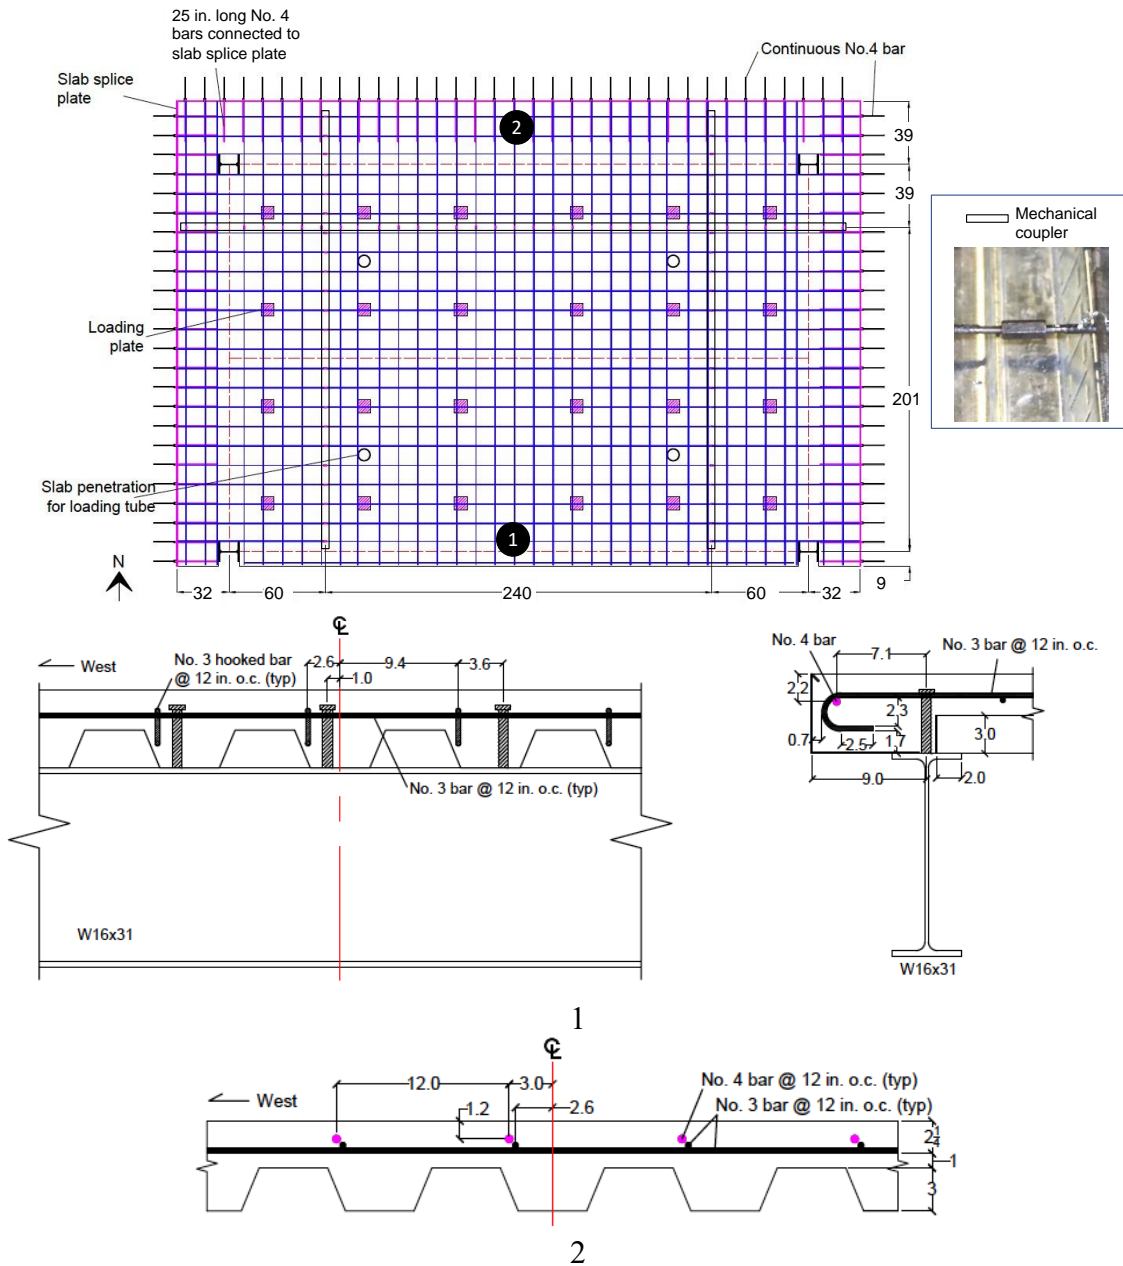 25 in. long No. 4
bars connected to
slab splice plate
Continuous No.4 bar
Slab splice
plate
2
39
39
Mechanical
coupler
Loading
plate
201
Slab penetration
for loading tube
1
N
32
60
240
60
32
9
℄
West
No. 3 hooked bar
@ 12 in. o.c. (typ)
2.6
9.4
3.6
1.0
No. 3 bar @ 12 in. o.c. (typ)
W16x31
No. 4 bar
7.1
No. 3 bar @ 12 in. o.c.
2.2
2.3
3.0
0.7
2.5
1.7
9.0
2.0
W16x31
1
℄
West
12.0
3.0
1.2
2.6
No. 4 bar @ 12 in. o.c. (typ)
No. 3 bar @ 12 in. o.c. (typ)
2 1/4
1
3
2